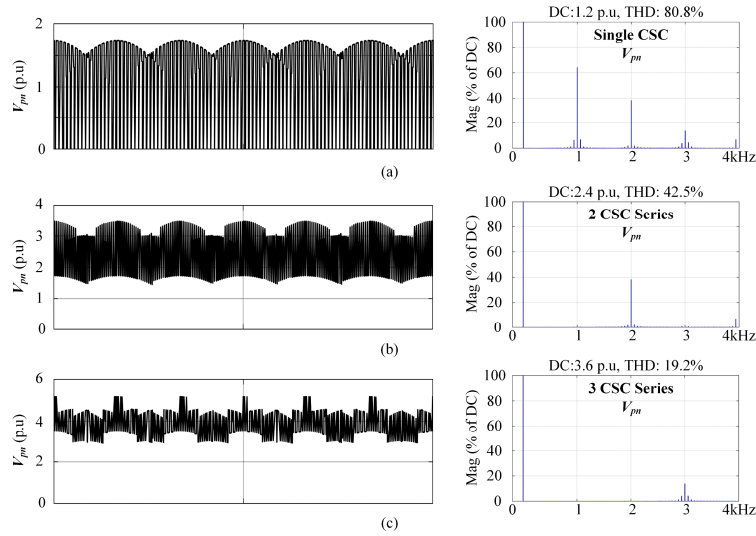 2
1
0
V_pn (p.u)
(a)
DC:1.2 p.u, THD: 80.8%
100
80
60
40
20
0
Mag (% of DC)
Single CSC
V_pn
0 1 2 3 4kHz
4
3
2
1
0
V_pn (p.u)
(b)
DC:2.4 p.u, THD: 42.5%
100
80
60
40
20
0
Mag (% of DC)
2 CSC Series
V_pn
0 1 2 3 4kHz
6
4
2
0
V_pn (p.u)
(c)
DC:3.6 p.u, THD: 19.2%
100
80
60
40
20
0
Mag (% of DC)
3 CSC Series
V_pn
0 1 2 3 4kHz